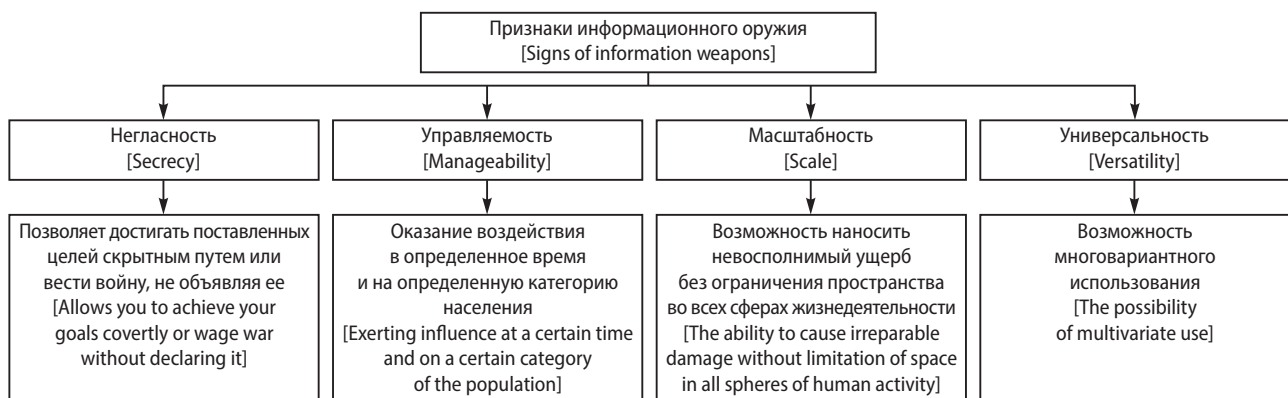 Признаки информационного оружия
[Signs of information weapons]
Негласность
[Secrecy]
Управляемость
[Manageability]
Масштабность
[Scale]
Универсальность
[Versatility]
Позволяет достигать поставленных
целей скрытным путем или
вести войну, не объявляя ее
[Allows you to achieve your
goals covertly or wage war
without declaring it]
Оказание воздействия
в определенное время
и на определенную категорию
населения
[Exerting influence at a certain time
and on a certain category
of the population]
Возможность наносить
невосполнимый ущерб
без ограничения пространства
во всех сферах жизнедеятельности
[The ability to cause irreparable
damage without limitation of space
in all spheres of human activity]
Возможность
многовариантного
использования
[The possibility
of multivariate use]